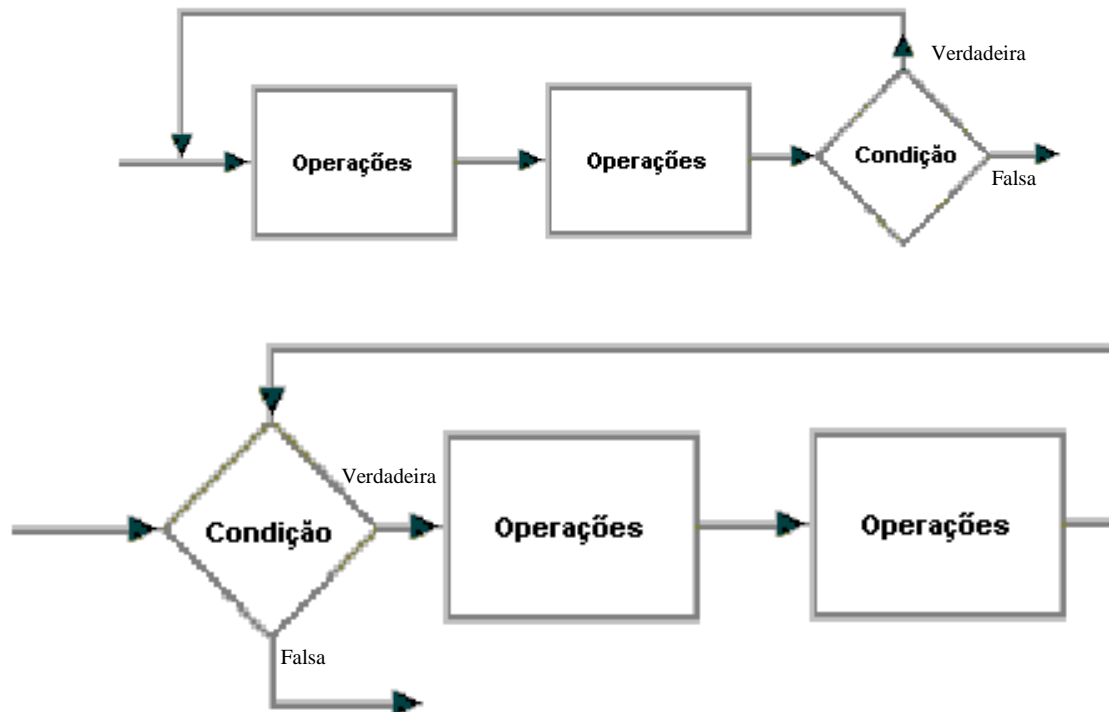 Verdadeira
Operações
Operações
Condição
Falsa
Verdadeira
Condição
Operações
Operações
Falsa